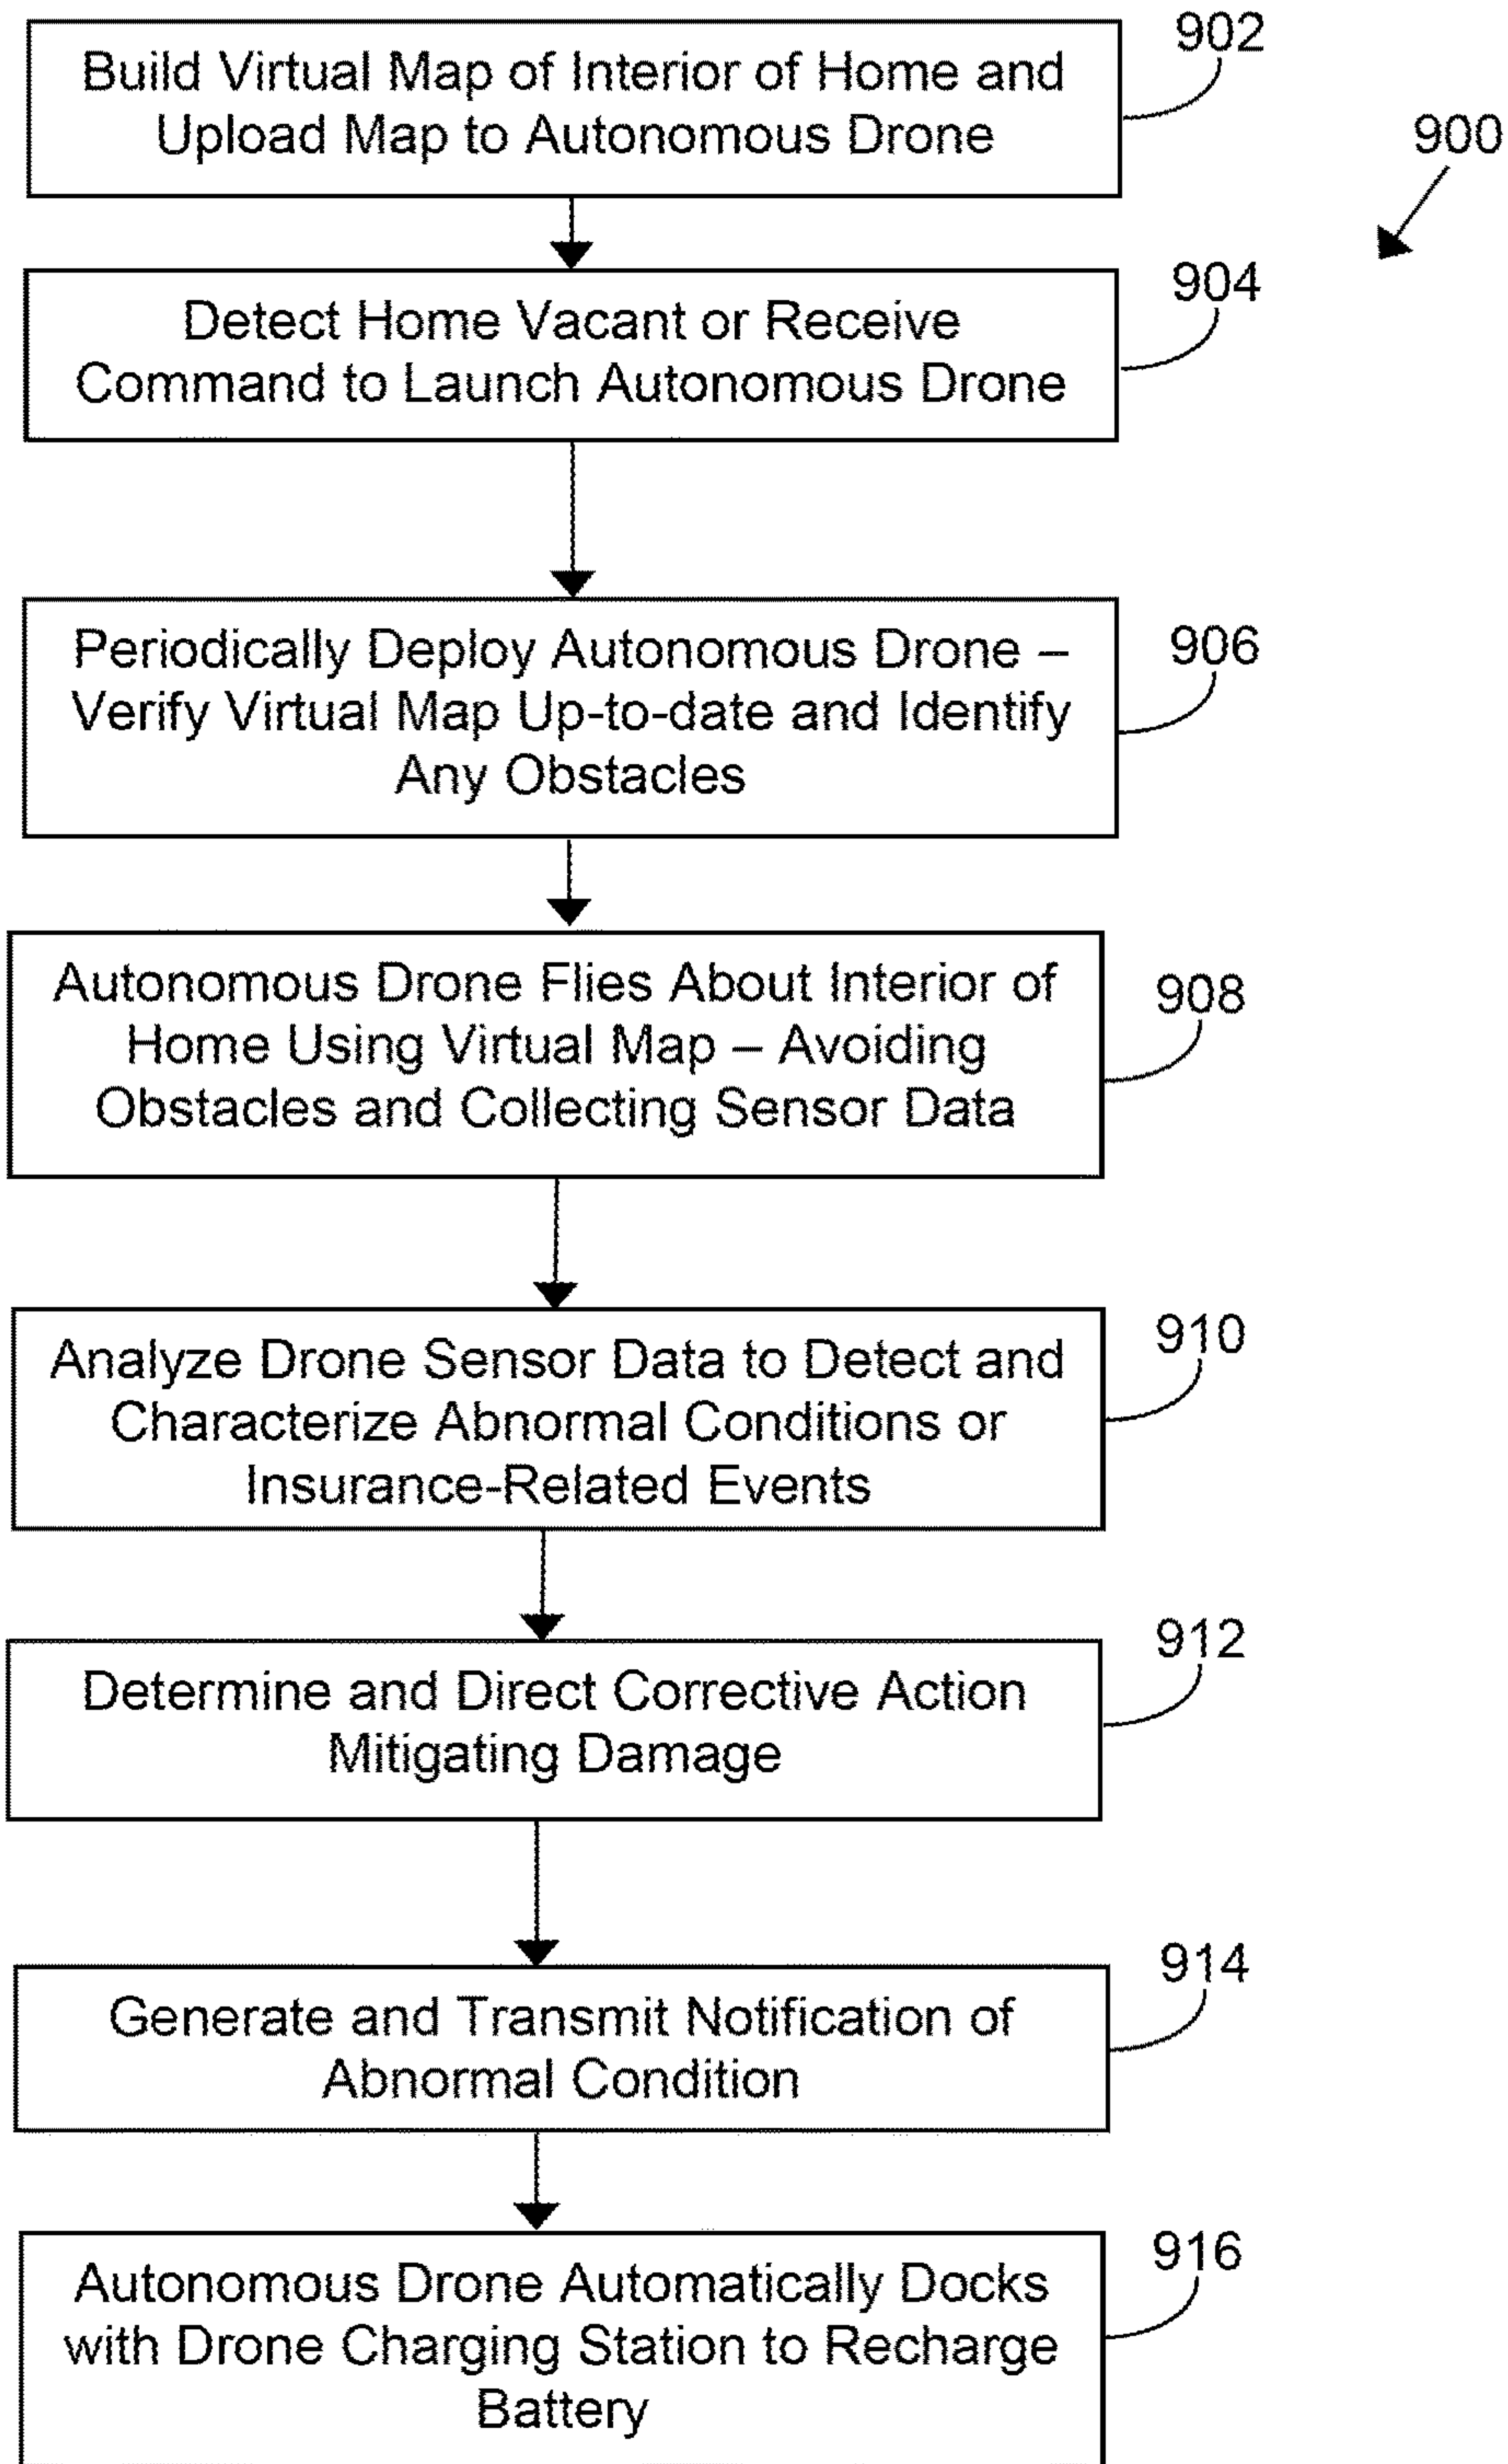 Build Virtual Map of Interior of Home and
Upload Map to Autonomous Drone
902
900
Detect Home Vacant or Receive
Command to Launch Autonomous Drone
904
Periodically Deploy Autonomous Drone –
Verify Virtual Map Up-to-date and Identify
Any Obstacles
906
Autonomous Drone Flies About Interior of
Home Using Virtual Map – Avoiding
Obstacles and Collecting Sensor Data
908
Analyze Drone Sensor Data to Detect and
Characterize Abnormal Conditions or
Insurance-Related Events
910
Determine and Direct Corrective Action
Mitigating Damage
912
Generate and Transmit Notification of
Abnormal Condition
914
Autonomous Drone Automatically Docks
with Drone Charging Station to Recharge
Battery
916